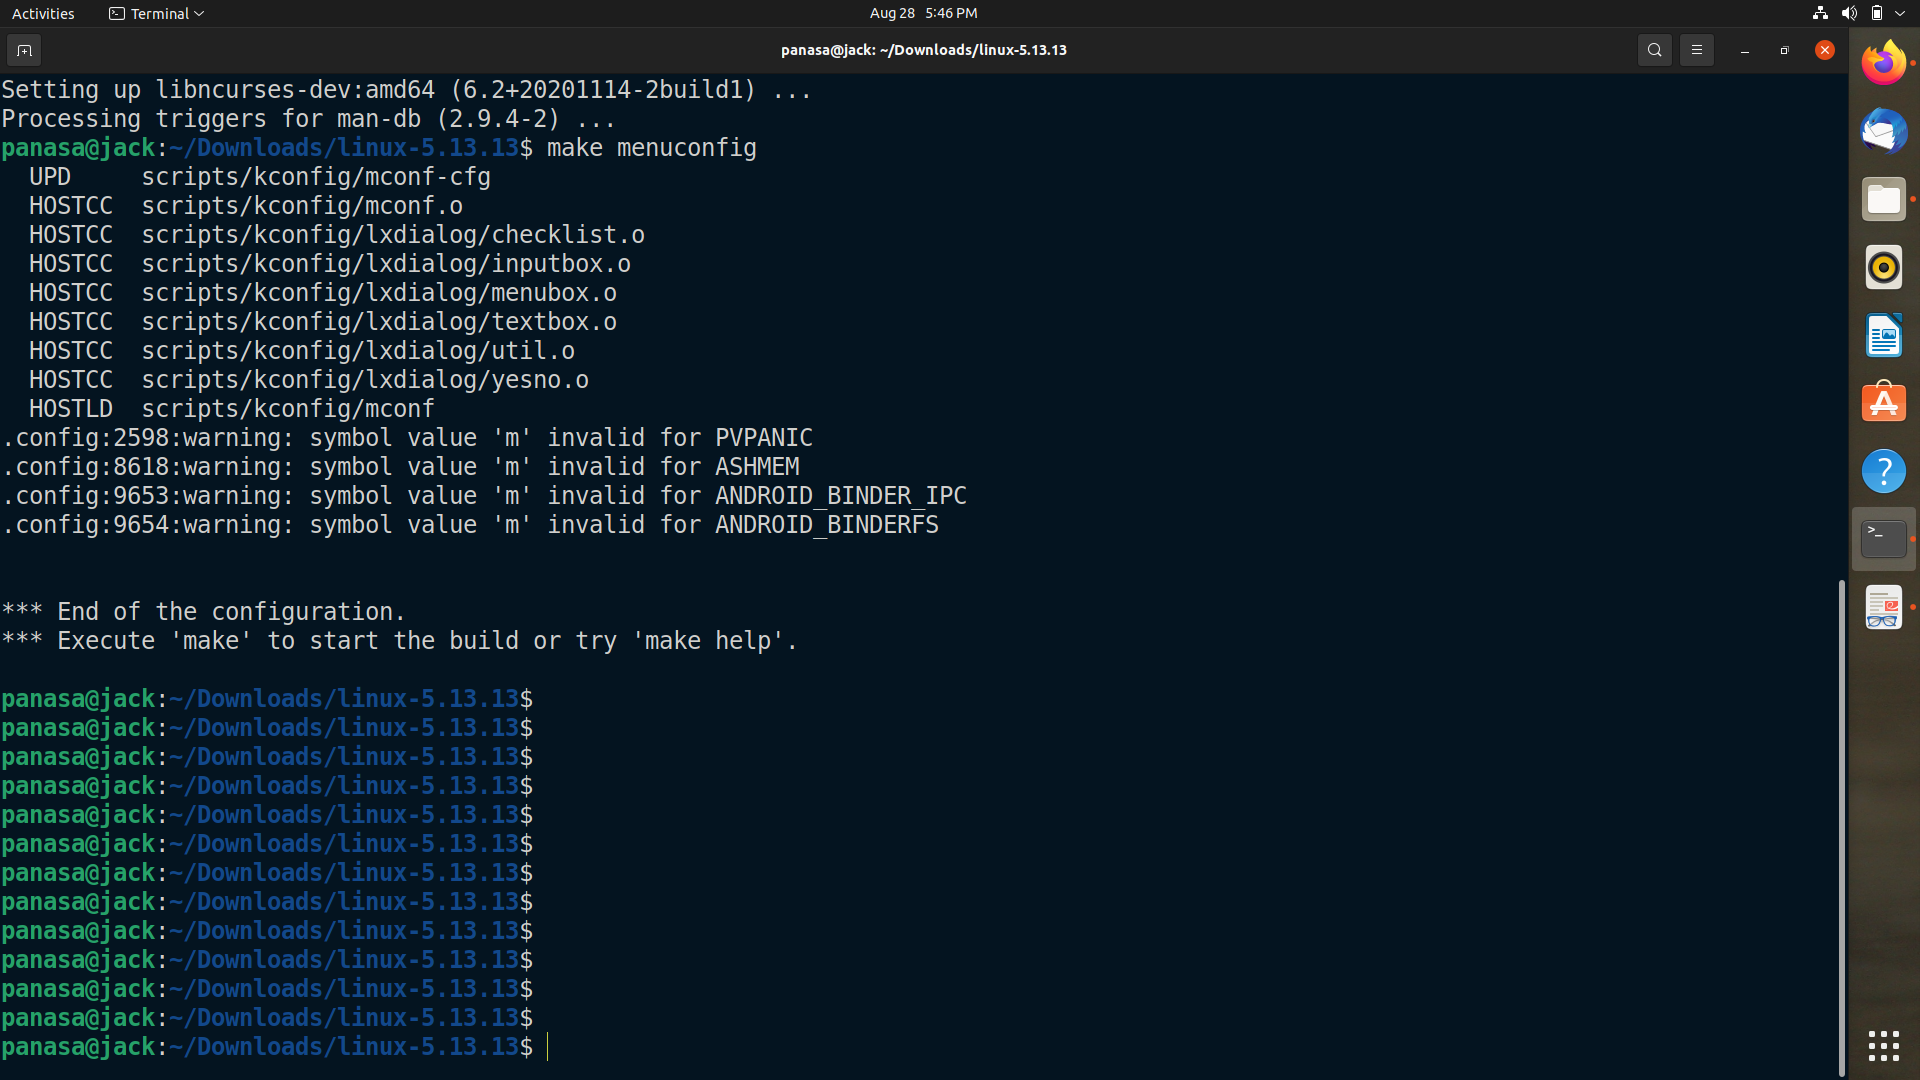 Activities Terminal Aug 28 5:46 PM
panasa@jack: ~/Downloads/linux-5.13.13
Setting up libncurses-dev:amd64 (6.2+20201114-2build1) ...
Processing triggers for man-db (2.9.4-2) ...
panasa@jack:~/Downloads/linux-5.13.13$ make menuconfig
  UPD     scripts/kconfig/mconf-cfg
  HOSTCC  scripts/kconfig/mconf.o
  HOSTCC  scripts/kconfig/lxdialog/checklist.o
  HOSTCC  scripts/kconfig/lxdialog/inputbox.o
  HOSTCC  scripts/kconfig/lxdialog/menubox.o
  HOSTCC  scripts/kconfig/lxdialog/textbox.o
  HOSTCC  scripts/kconfig/lxdialog/util.o
  HOSTCC  scripts/kconfig/lxdialog/yesno.o
  HOSTLD  scripts/kconfig/mconf
.config:2598:warning: symbol value 'm' invalid for PVPANIC
.config:8618:warning: symbol value 'm' invalid for ASHMEM
.config:9653:warning: symbol value 'm' invalid for ANDROID_BINDER_IPC
.config:9654:warning: symbol value 'm' invalid for ANDROID_BINDERFS
*** End of the configuration.
*** Execute 'make' to start the build or try 'make help'.
panasa@jack:~/Downloads/linux-5.13.13$
panasa@jack:~/Downloads/linux-5.13.13$
panasa@jack:~/Downloads/linux-5.13.13$
panasa@jack:~/Downloads/linux-5.13.13$
panasa@jack:~/Downloads/linux-5.13.13$
panasa@jack:~/Downloads/linux-5.13.13$
panasa@jack:~/Downloads/linux-5.13.13$
panasa@jack:~/Downloads/linux-5.13.13$
panasa@jack:~/Downloads/linux-5.13.13$
panasa@jack:~/Downloads/linux-5.13.13$
panasa@jack:~/Downloads/linux-5.13.13$
panasa@jack:~/Downloads/linux-5.13.13$
panasa@jack:~/Downloads/linux-5.13.13$